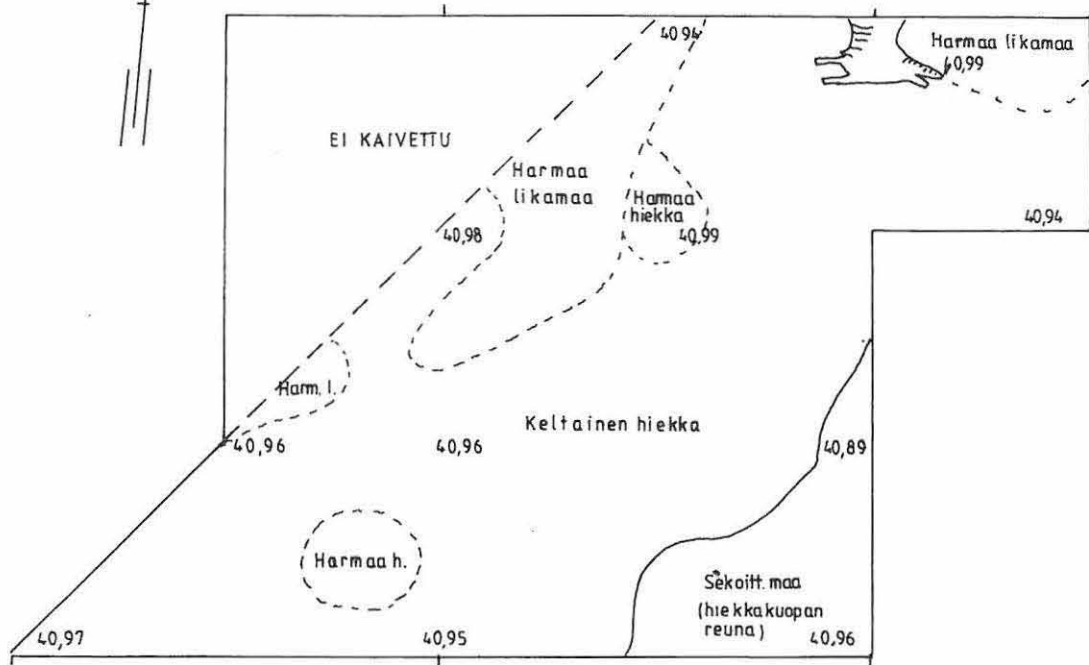 40,94
Harmaa likamaa
40,99
EI KAIVETTU
Harmaa
likamaa
Harmaa
hiekka
40,98
40,99
40,94
Harm. l.
Keltainen hiekka
40,96
40,96
40,89
Harmaa h.
Sekoitt. maa
(hiekkakuopan
reuna)
40,97
40,95
40,96